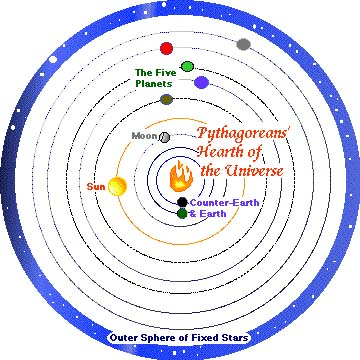 The Five
Planets
Moon
Pythagoreans'
Hearth of
the Universe
Sun
Counter-Earth
& Earth
Outer Sphere of Fixed Stars